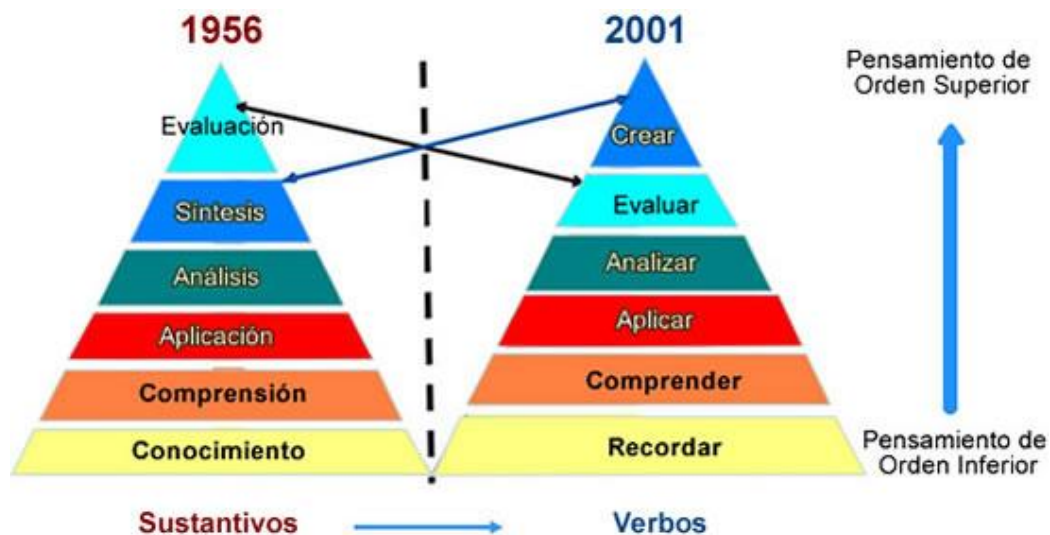 1956
Evaluación
Síntesis
Análisis
Aplicación
Comprensión
Conocimiento
Sustantivos
2001
Crear
Evaluar
Analizar
Aplicar
Comprender
Recordar
Verbos
Pensamiento de
Orden Superior
Pensamiento de
Orden Inferior